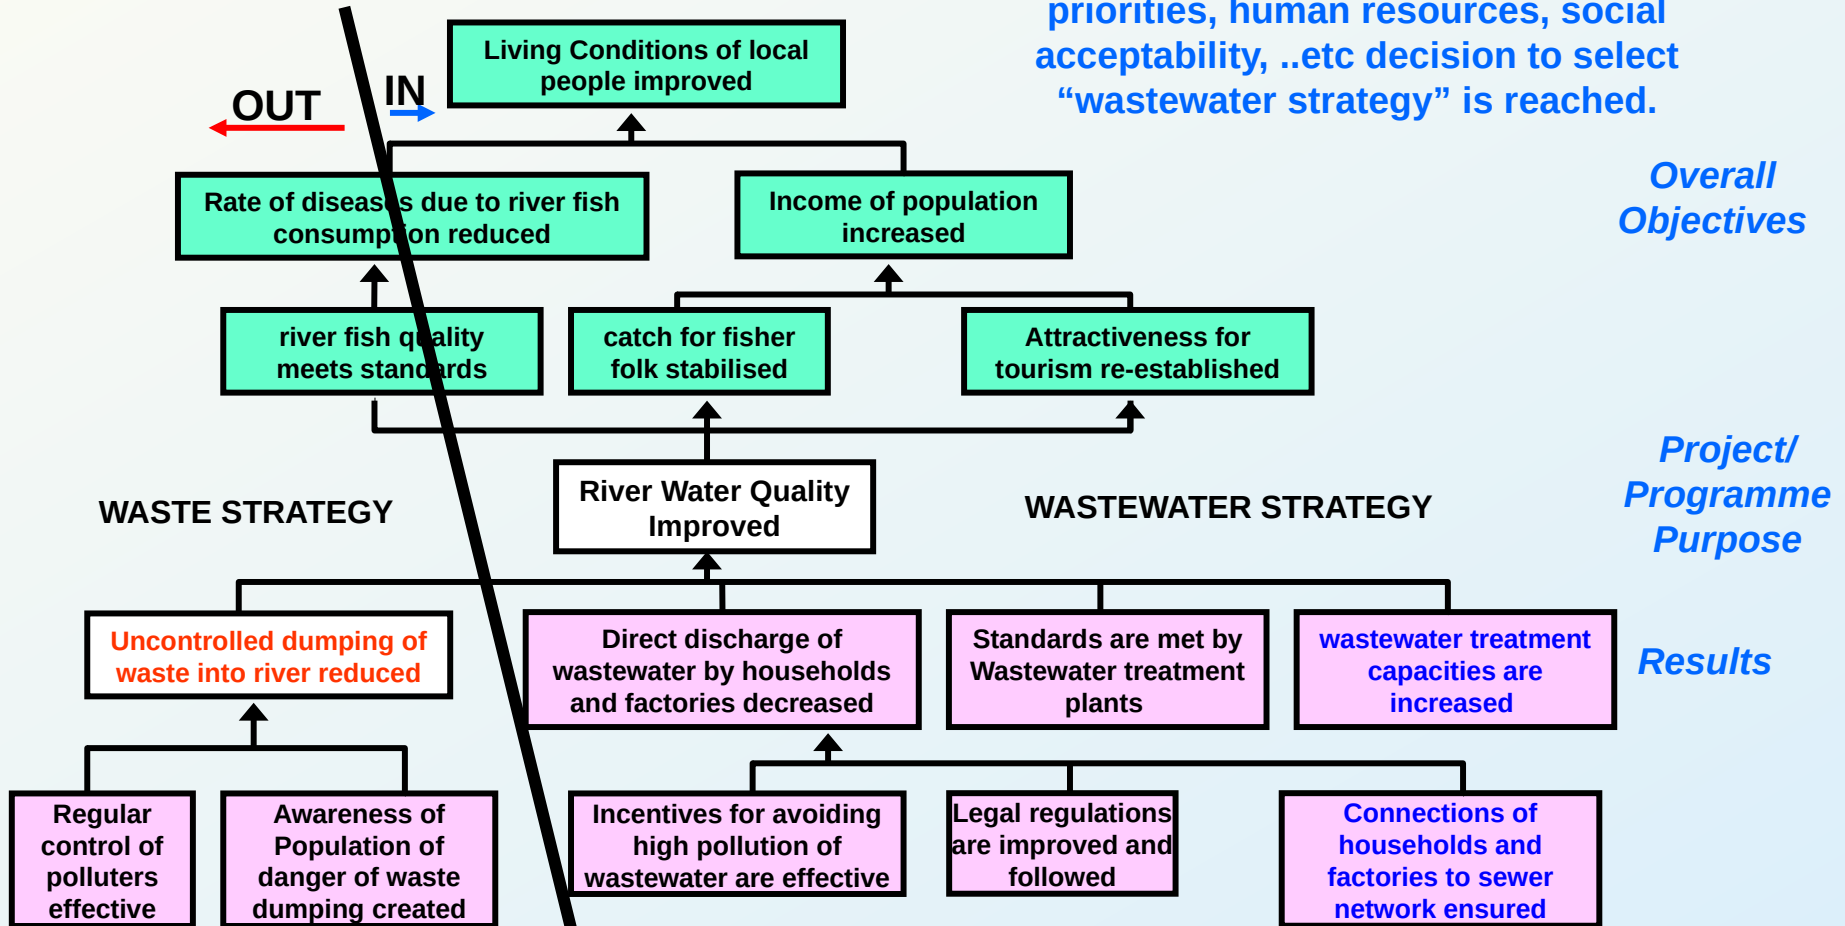 priorities, human resources, social
acceptability, ..etc decision to select
“wastewater strategy” is reached.
Living Conditions of local
people improved
OUT
IN
Overall
Objectives
Rate of diseases due to river fish
consumption reduced
Income of population
increased
river fish quality
meets standards
catch for fisher
folk stabilised
Attractiveness for
tourism re-established
Project/
Programme
Purpose
River Water Quality
Improved
WASTE STRATEGY
WASTEWATER STRATEGY
Uncontrolled dumping of
waste into river reduced
Direct discharge of
wastewater by households
and factories decreased
Standards are met by
Wastewater treatment
plants
wastewater treatment
capacities are
increased
Results
Regular
control of
polluters
effective
Awareness of
Population of
danger of waste
dumping created
Incentives for avoiding
high pollution of
wastewater are effective
Legal regulations
are improved and
followed
Connections of
households and
factories to sewer
network ensured